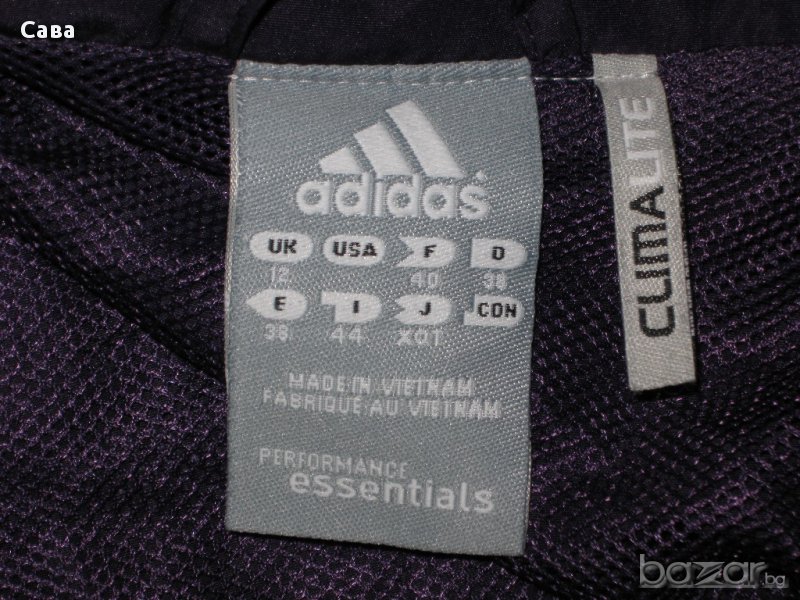 Сава
adidas
UK USA F D
12 40 38
E I J CDN
38 44 XOT
MADE IN VIETNAM
FABRIQUE AU VIETNAM
PERFORMANCE
essentials
CLIMALITE
bazar.bg